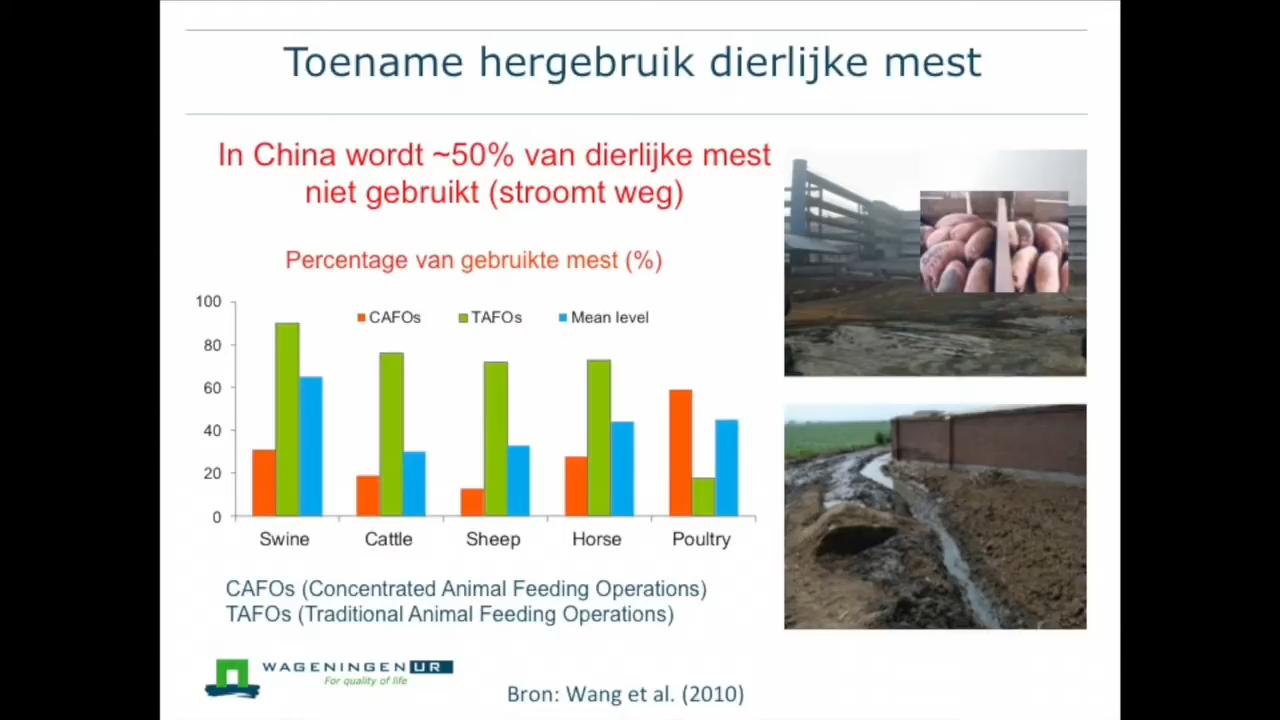 Toename hergebruik dierlijke mest
In China wordt ~50% van dierlijke mest
niet gebruikt (stroomt weg)
Percentage van gebruikte mest (%)
100
80
60
40
20
0
CAFOs
TAFOs
Mean level
Swine
Cattle
Sheep
Horse
Poultry
CAFOs (Concentrated Animal Feeding Operations)
TAFOs (Traditional Animal Feeding Operations)
WAGENINGEN UR
For quality of life
Bron: Wang et al. (2010)